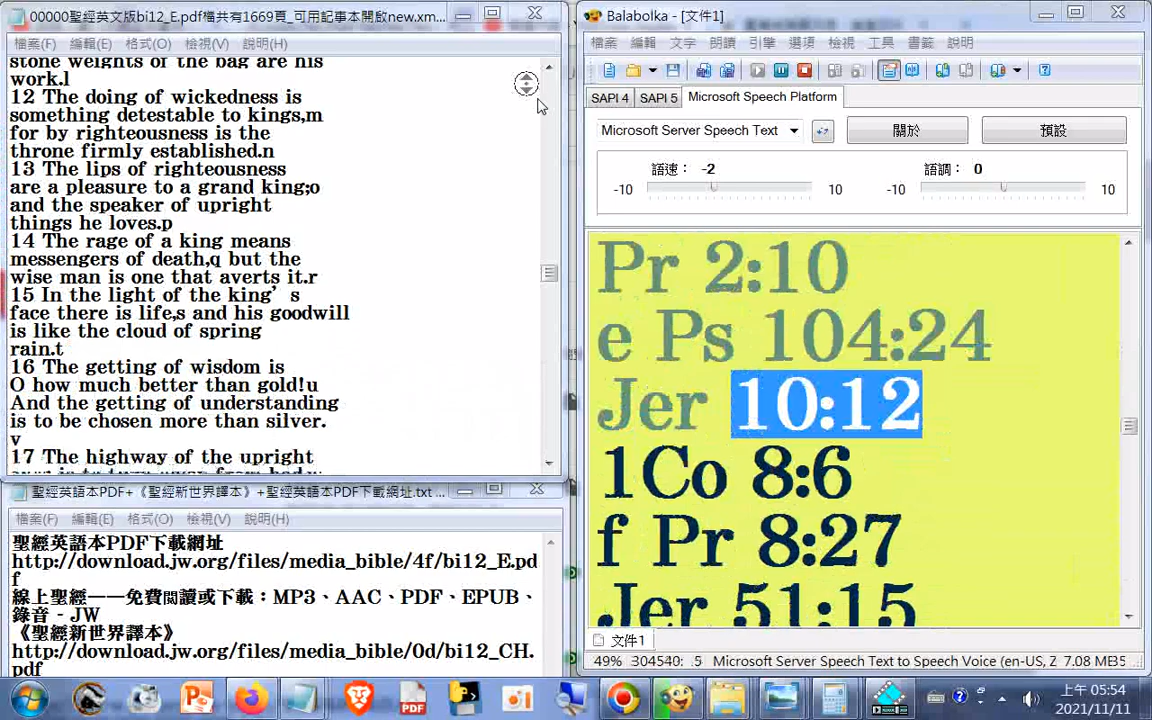 00000聖經英文版bi12_E.pdf檔共有1669頁_可用記事本開啟new.xm...
檔案(F) 編輯(E) 格式(O) 檢視(V) 說明(H)
stone weights of the bag are his
work.l
12 The doing of wickedness is
something detestable to kings,m
for by righteousness is the
throne firmly established.n
13 The lips of righteousness
are a pleasure to a grand king;o
and the speaker of upright
things he loves.p
14 The rage of a king means
messengers of death,q but the
wise man is one that averts it.r
15 In the light of the king’s
face there is life,s and his goodwill
is like the cloud of spring
rain.t
16 The getting of wisdom is
O how much better than gold!u
And the getting of understanding
is to be chosen more than silver.
v
17 The highway of the upright
聖經英語本PDF+《聖經新世界譯本》+聖經英語本PDF下載網址.txt ...
檔案(F) 編輯(E) 格式(O) 檢視(V) 說明(H)
聖經英語本PDF下載網址
http://download.jw.org/files/media_bible/4f/bi12_E.pd
f
線上聖經——免費閱讀或下載：MP3、AAC、PDF、EPUB、
錄音 - JW
《聖經新世界譯本》
http://download.jw.org/files/media_bible/0d/bi12_CH.
pdf
Balabolka - [文件1]
檔案 編輯 文字 朗讀 引擎 選項 檢視 工具 書籤 說明
SAPI 4 SAPI 5 Microsoft Speech Platform
Microsoft Server Speech Text 關於 預設
語速： -2 語調： 0
-10 10 -10 10
Pr 2:10
e Ps 104:24
Jer 10:12
1Co 8:6
f Pr 8:27
Jer 51:15
文件1
49% 304540: .5 Microsoft Server Speech Text to Speech Voice (en-US, Z 7.08 MB
上午 05:54
2021/11/11